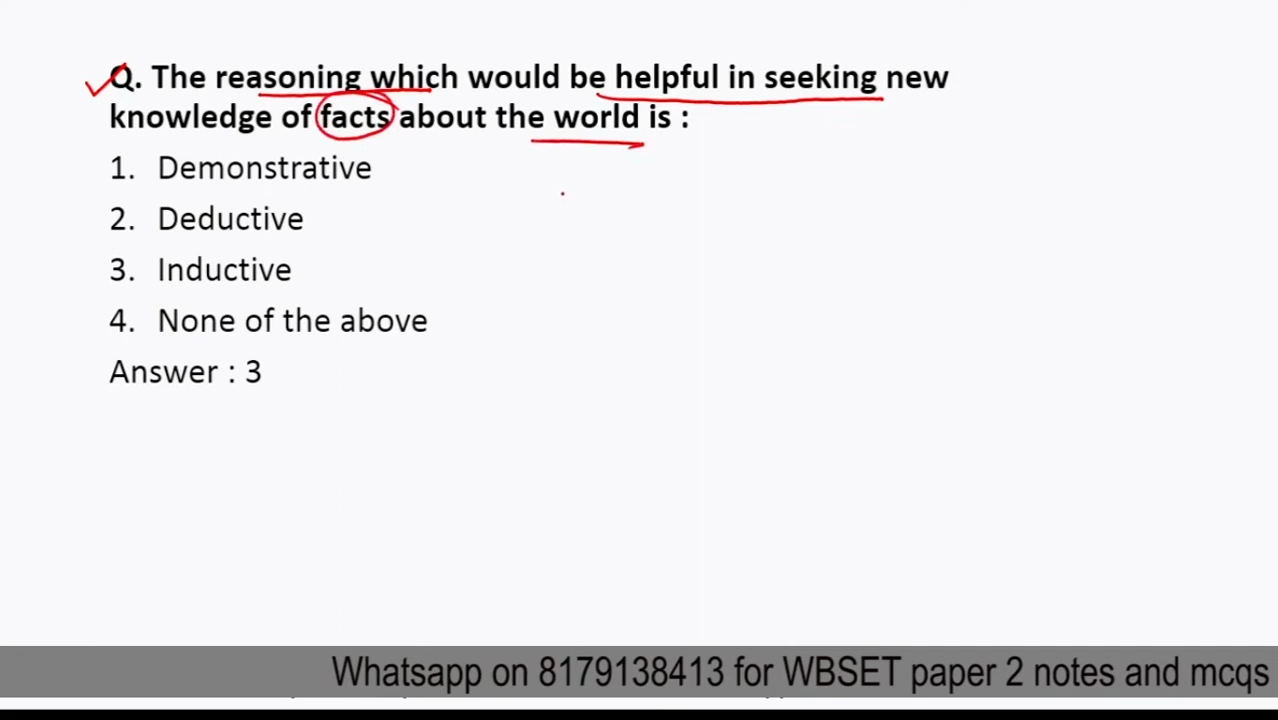 Q. The reasoning which would be helpful in seeking new
knowledge of facts about the world is :
1. Demonstrative
2. Deductive
3. Inductive
4. None of the above
Answer : 3
Whatsapp on 8179138413 for WBSET paper 2 notes and mcqs